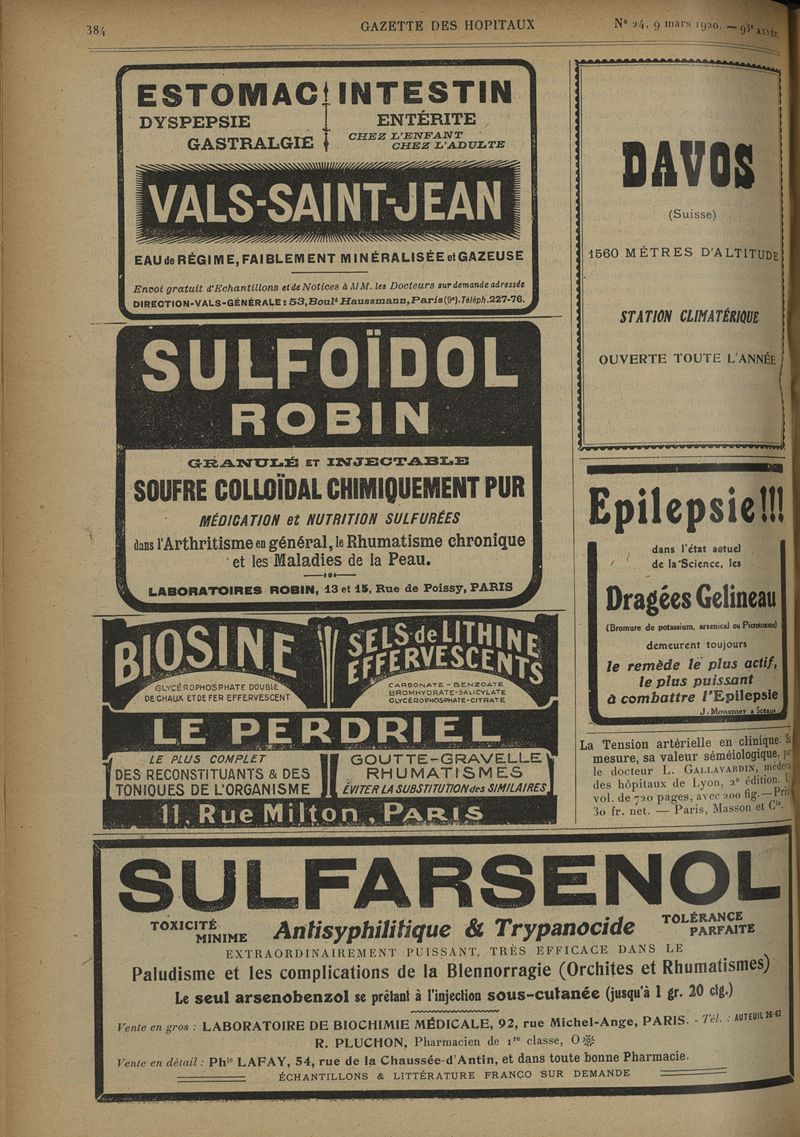 384
GAZETTE DES HOPITAUX
N° 24, 9 mars 1920. — 93e ANNÉE.
ESTOMAC INTESTIN
DYSPEPSIE
GASTRALGIE
ENTÉRITE
CHEZ L'ENFANT
CHEZ L'ADULTE
VALS-SAINT-JEAN
EAU de RÉGIME, FAIBLEMENT MINÉRALISÉE et GAZEUSE
Envoi gratuit d'Echantillons et de Notices à MM. les Docteurs sur demande adressée
DIRECTION-VALS-GÉNÉRALE : 53, Boul.d Haussmann, Paris (9e). Téléph. 227-76.
SULFOÏDOL
ROBIN
GRANULÉ ET INJECTABLE
SOUFRE COLLOÏDAL CHIMIQUEMENT PUR
MÉDICATION et NUTRITION SULFURÉES
dans l'Arthritisme en général, le Rhumatisme chronique
et les Maladies de la Peau.
LABORATOIRES ROBIN, 13 et 15, Rue de Poissy, PARIS
BIOSINE
GLYCÉROPHOSPHATE DOUBLE
DE CHAUX ET DE FER EFFERVESCENT
SELS de LITHINE
EFFERVESCENTS
CARBONATE - BENZOATE
BROMHYDRATE - SALICYLATE
GLYCÉROPHOSPHATE - CITRATE
LE PERDRIEL
LE PLUS COMPLET
DES RECONSTITUANTS & DES
TONIQUES DE L'ORGANISME
GOUTTE - GRAVELLE
RHUMATISMES
ÉVITER LA SUBSTITUTION des SIMILAIRES
11, Rue Milton, PARIS
DAVOS
(Suisse)
1560 MÈTRES D'ALTITUDE
STATION CLIMATÉRIQUE
OUVERTE TOUTE L'ANNÉE
Epilepsie!!!
dans l'état actuel
de la Science, les
Dragées Gelineau
(Bromure de potassium, arsenical ou Picrotoxine)
demeurent toujours
le remède le plus actif,
le plus puissant
à combattre l'Epilepsie
J. Mousnier à Sceaux
La Tension artérielle en clinique. Sa
mesure, sa valeur séméiologique, par
le docteur L. GALLAVARDIN, médecin
des hôpitaux de Lyon, 2e édition. U
vol. de 720 pages, avec 200 fig. — Prix
30 fr. net. — Paris, Masson et Cie.
SULFARSENOL
TOXICITÉ
MINIME
Antisyphilitique & Trypanocide
TOLÉRANCE
PARFAITE
EXTRAORDINAIREMENT PUISSANT, TRÈS EFFICACE DANS LE
Paludisme et les complications de la Blennorragie (Orchites et Rhumatismes)
Le seul arsenobenzol se prêtant à l'injection sous-cutanée (jusqu'à 1 gr. 20 ctg.)
Vente en gros : LABORATOIRE DE BIOCHIMIE MÉDICALE, 92, rue Michel-Ange, PARIS. - Tél. : AUTEUIL 26-62
R. PLUCHON, Pharmacien de 1re classe, O
Vente en détail : Phie LAFAY, 54, rue de la Chaussée-d'Antin, et dans toute bonne Pharmacie.
ÉCHANTILLONS & LITTÉRATURE FRANCO SUR DEMANDE